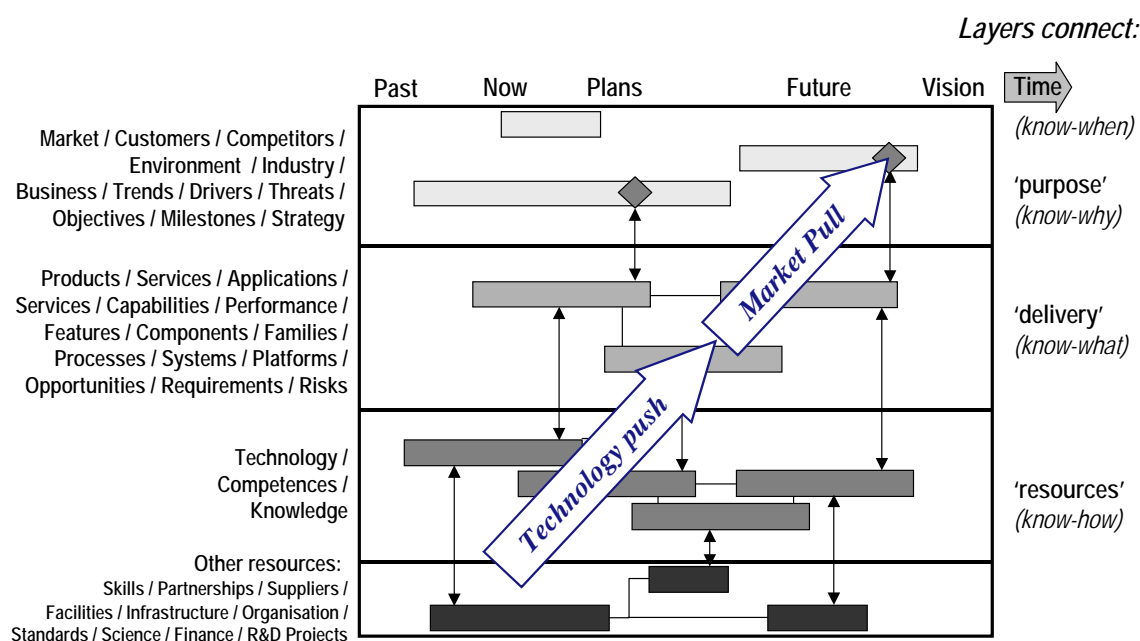 Layers connect:
Past Now Plans Future Vision Time
(know-when)
Market / Customers / Competitors /
Environment / Industry /
Business / Trends / Drivers / Threats /
Objectives / Milestones / Strategy
'purpose'
(know-why)
Market Pull
Products / Services / Applications /
Services / Capabilities / Performance /
Features / Components / Families /
Processes / Systems / Platforms /
Opportunities / Requirements / Risks
'delivery'
(know-what)
Technology push
Technology /
Competences /
Knowledge
'resources'
(know-how)
Other resources:
Skills / Partnerships / Suppliers /
Facilities / Infrastructure / Organisation /
Standards / Science / Finance / R&D Projects